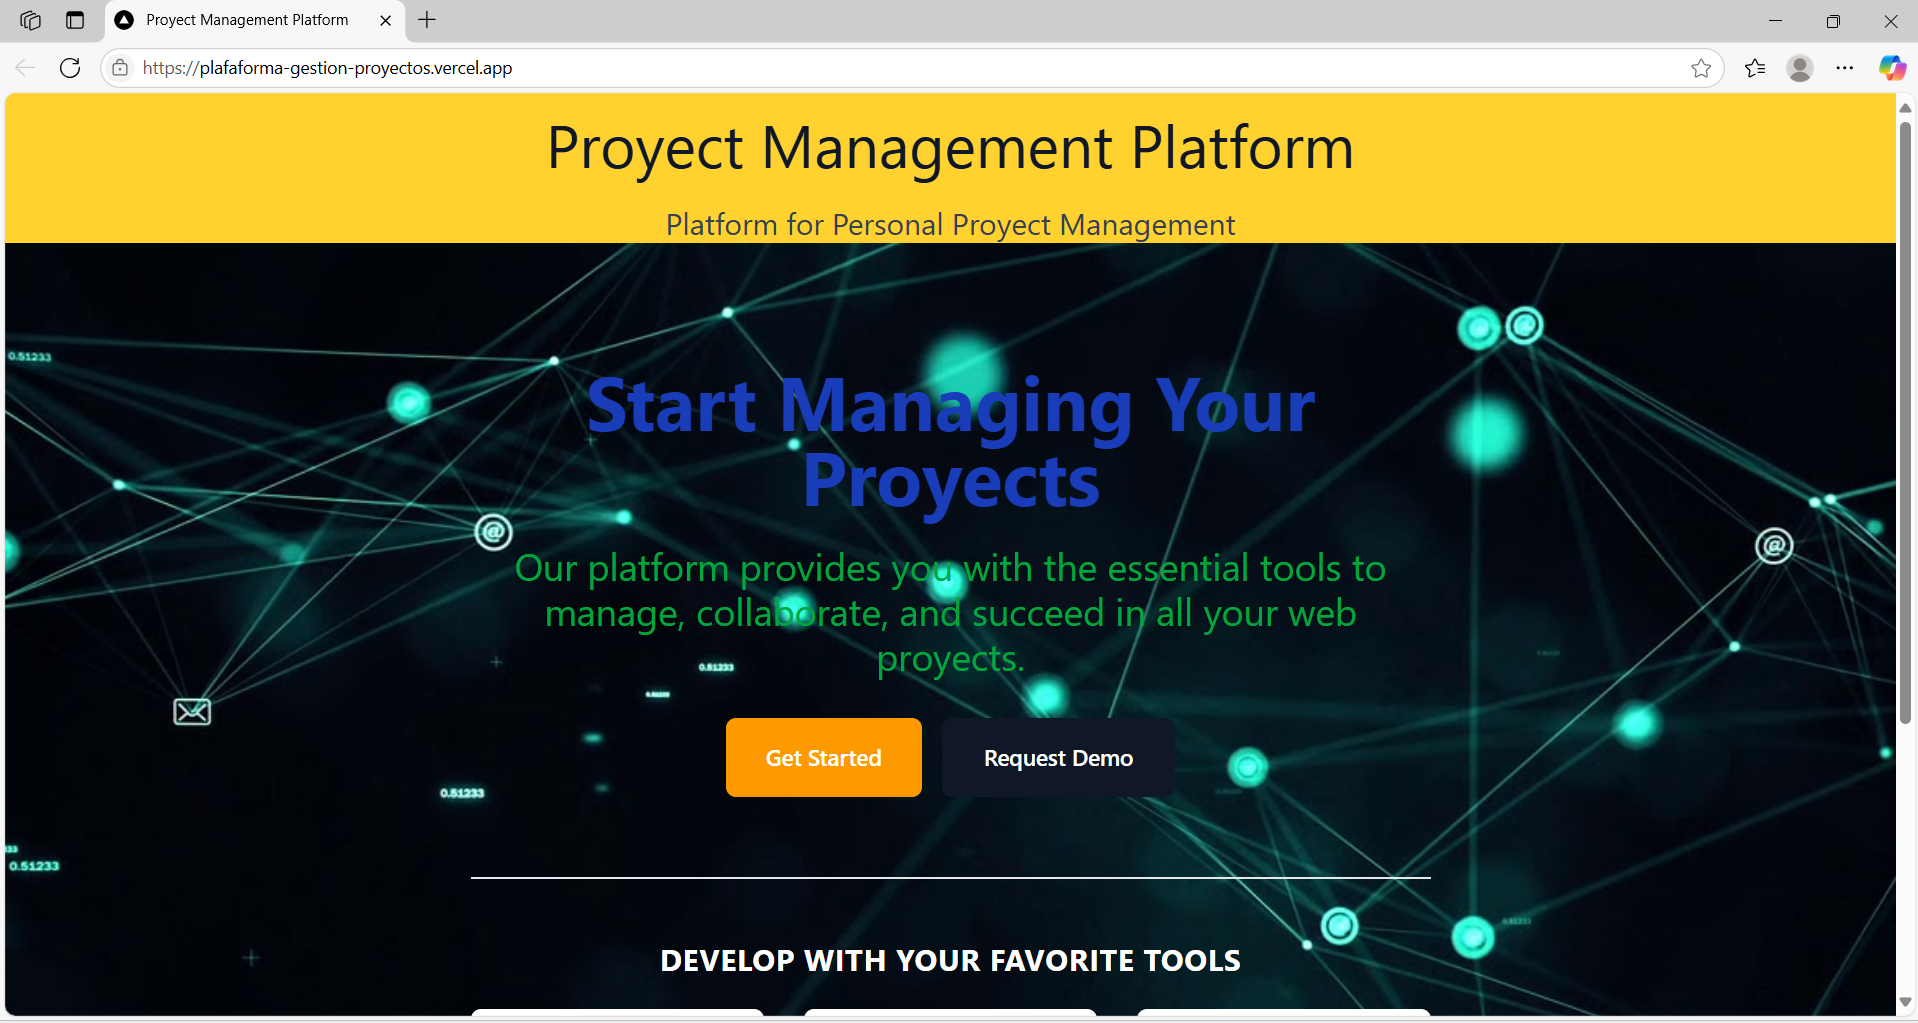 Proyect Management Platform
https://plafaforma-gestion-proyectos.vercel.app
Proyect Management Platform
Platform for Personal Proyect Management
0.51233
Start Managing Your
Proyects
@
@
Our platform provides you with the essential tools to
manage, collaborate, and succeed in all your web
proyects.
0.51233
Get Started
Request Demo
0.51233
0.51233
0.51233
DEVELOP WITH YOUR FAVORITE TOOLS